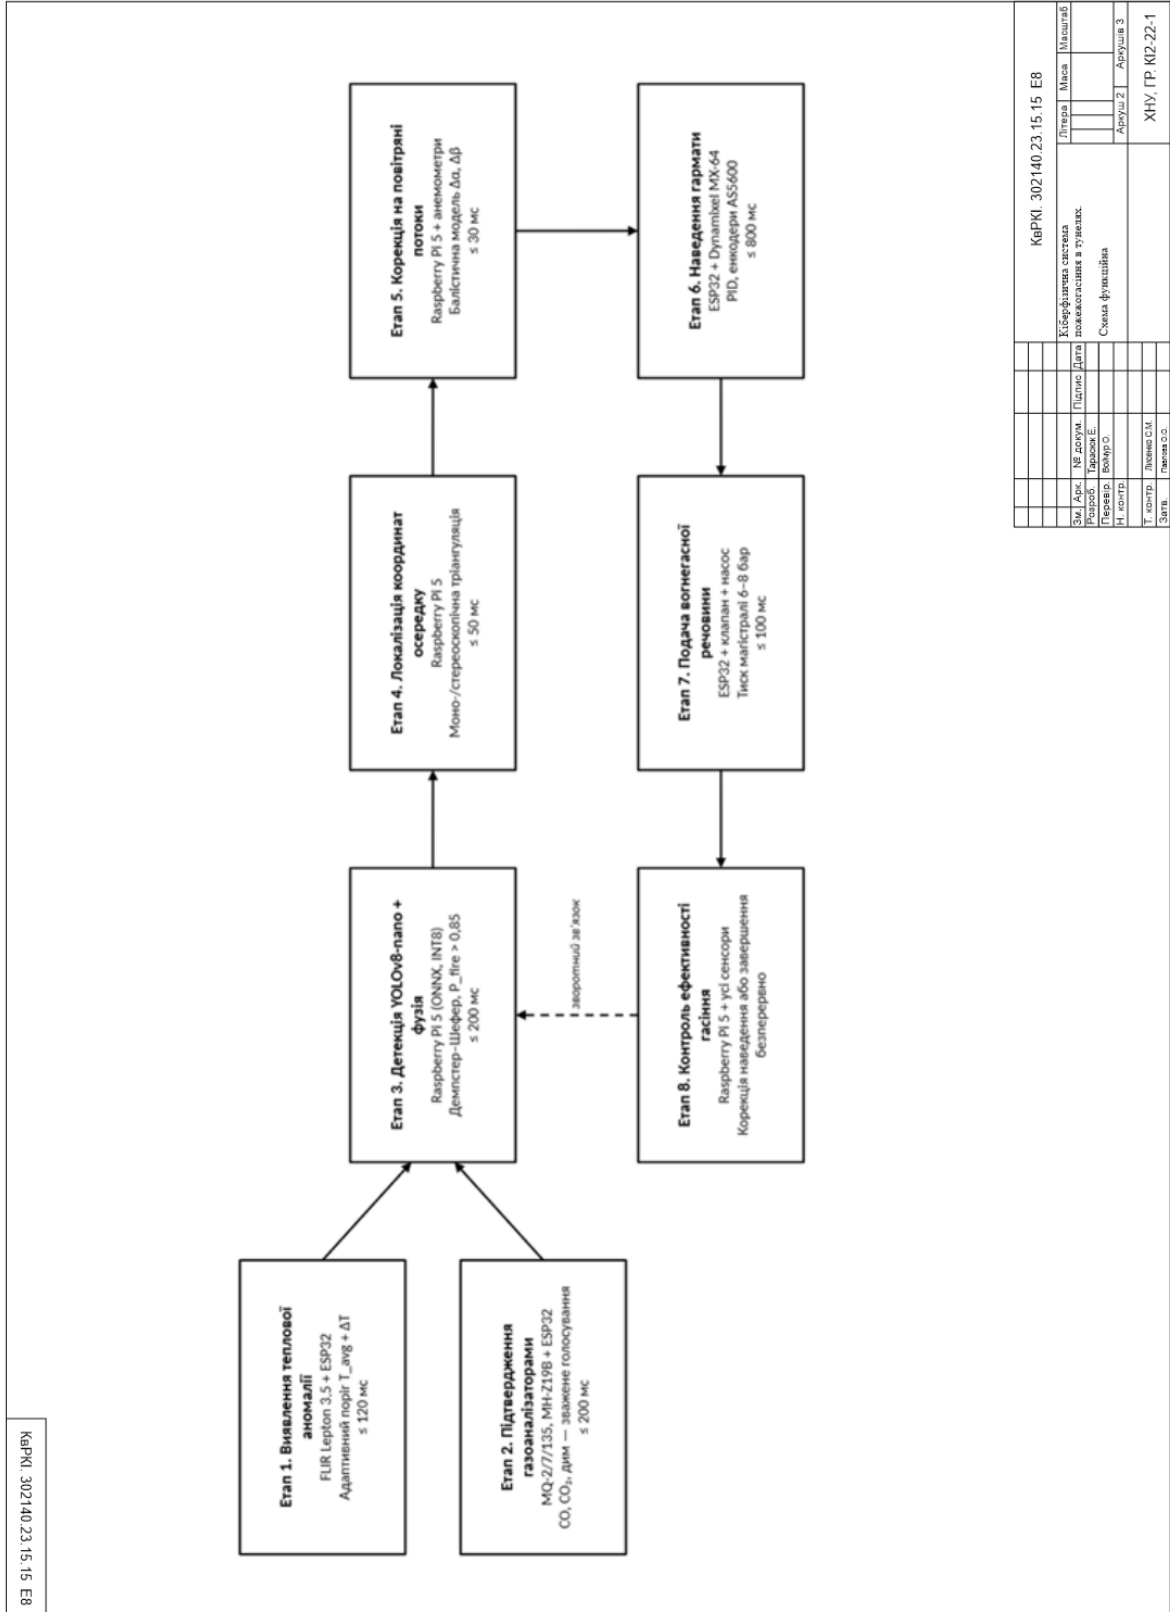 КвРКІ. 302140.23.15.15 Е8
Етап 1. Виявлення теплової
аномалії
FLIR Lepton 3.5 + ESP32
Адаптивний поріг T_avg + ΔT
≤ 120 мс
Етап 2. Підтвердження
газоаналізаторами
MQ-2/7/135, MH-Z19B + ESP32
CO, CO₂, дим — зважене голосування
≤ 200 мс
Етап 3. Детекція YOLOv8-nano +
фузія
Raspberry Pi 5 (ONNX, INT8)
Демпстер–Шефер, P_fire > 0,85
≤ 200 мс
Етап 4. Локалізація координат
осередку
Raspberry Pi 5
Моно-/стереоскопічна тріангуляція
≤ 50 мс
Етап 5. Корекція на повітряні
потоки
Raspberry Pi 5 + анемометри
Балістична модель Δα, Δβ
≤ 30 мс
Етап 6. Наведення гармати
ESP32 + Dynamixel MX-64
PID, енкодери AS5600
≤ 800 мс
Етап 7. Подача вогнегасної
речовини
ESP32 + клапан + насос
Тиск магістралі 6–8 бар
≤ 100 мс
Етап 8. Контроль ефективності
гасіння
Raspberry Pi 5 + усі сенсори
Корекція наведення або завершення
безперервно
зворотний зв'язок
КвРКІ. 302140.23.15.15 Е8
Зм. Арк. № докум. Підпис Дата
Розроб. Тарасюк Е.
Перевір.
Н. контр.
Т. контр. Лисенко С.М.
Затв. Павлова О.О.
Кіберфізична система
пожежогасіння в тунелях.
Схема функційна
Літера Маса Масштаб
Аркуш 2 Аркушів 3
ХНУ, ГР. КІ2-22-1